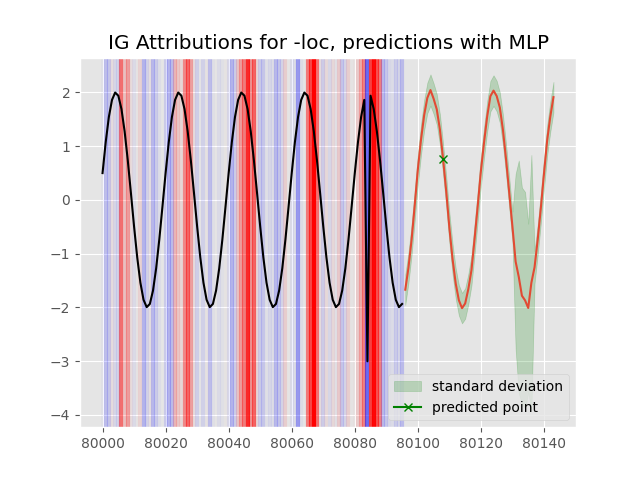 IG Attributions for -loc, predictions with MLP
2
1
0
−1
−2
−3
−4
standard deviation
predicted point
80000 80020 80040 80060 80080 80100 80120 80140